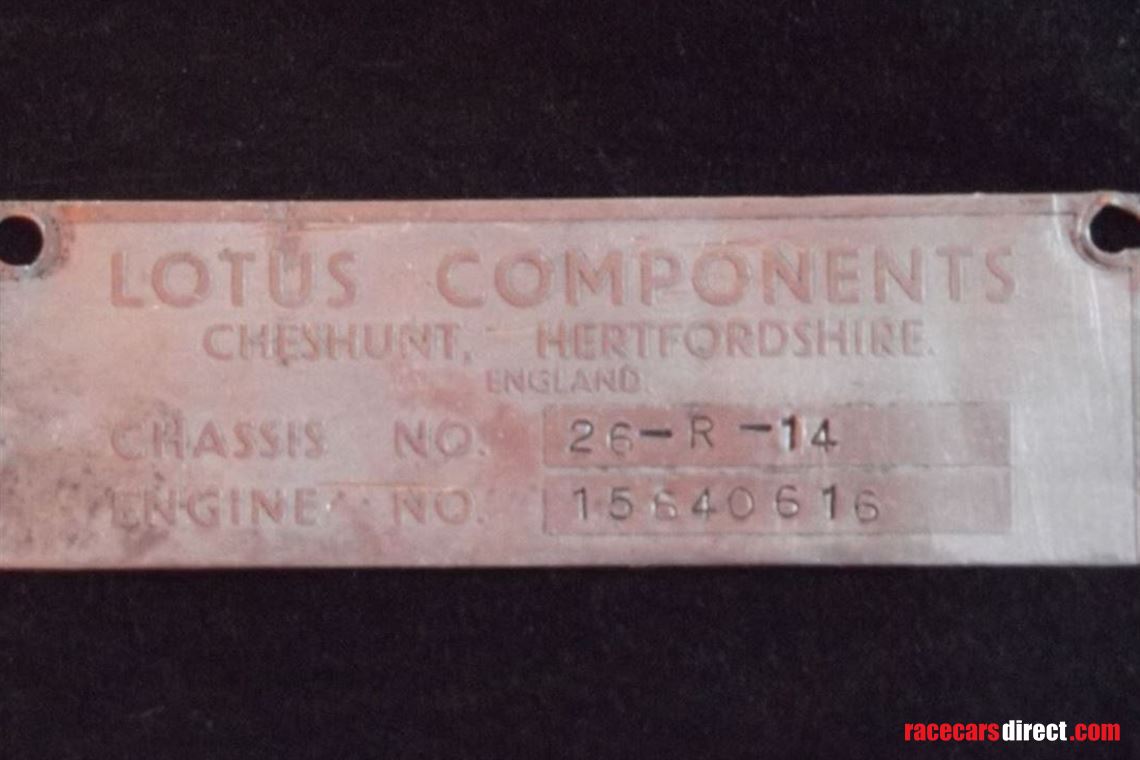 LOTUS COMPONENTS
CHESHUNT, HERTFORDSHIRE.
ENGLAND.
CHASSIS NO. 26-R-14
ENGINE NO. 15640616
racecarsdirect.com